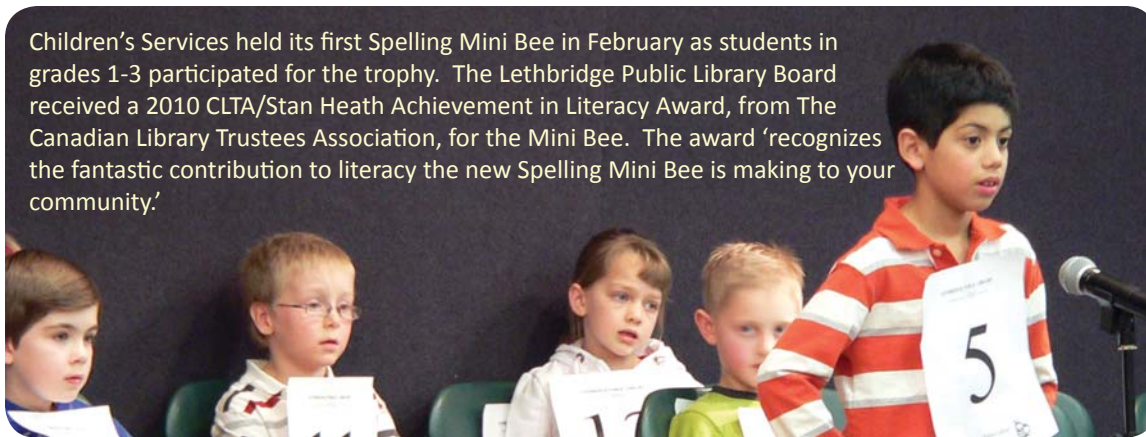 Children’s Services held its first Spelling Mini Bee in February as students in
grades 1-3 participated for the trophy.  The Lethbridge Public Library Board
received a 2010 CLTA/Stan Heath Achievement in Literacy Award, from The
Canadian Library Trustees Association, for the Mini Bee.  The award ‘recognizes
the fantastic contribution to literacy the new Spelling Mini Bee is making to your
community.’
5